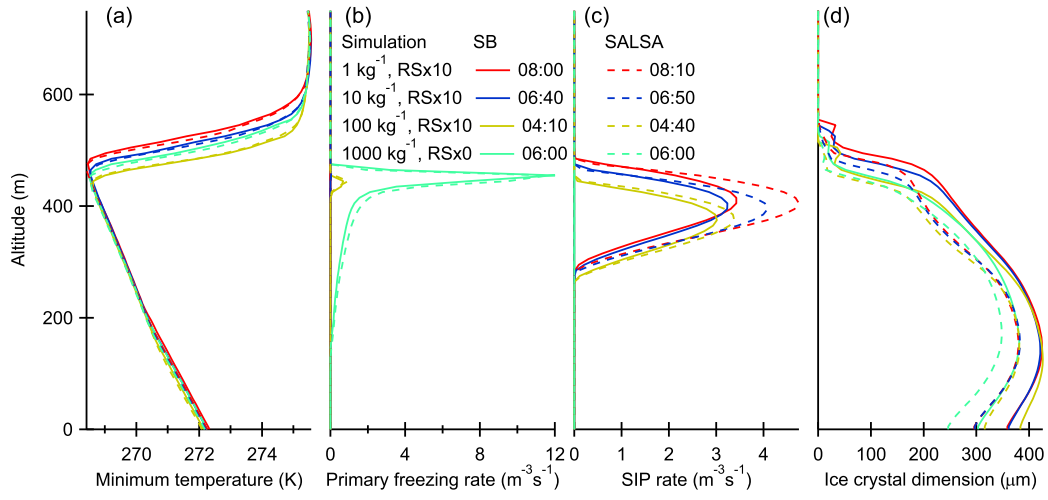 (a) (b) (c) (d)
Simulation SB SALSA
1 kg⁻¹, RSx10 08:00 08:10
10 kg⁻¹, RSx10 06:40 06:50
100 kg⁻¹, RSx10 04:10 04:40
1000 kg⁻¹, RSx0 06:00 06:00
Altitude (m)
600
400
200
0
270 272 274
0 4 8 12
0 1 2 3 4
0 100 200 300 400
Minimum temperature (K)
Primary freezing rate (m⁻³s⁻¹)
SIP rate (m⁻³s⁻¹)
Ice crystal dimension (μm)